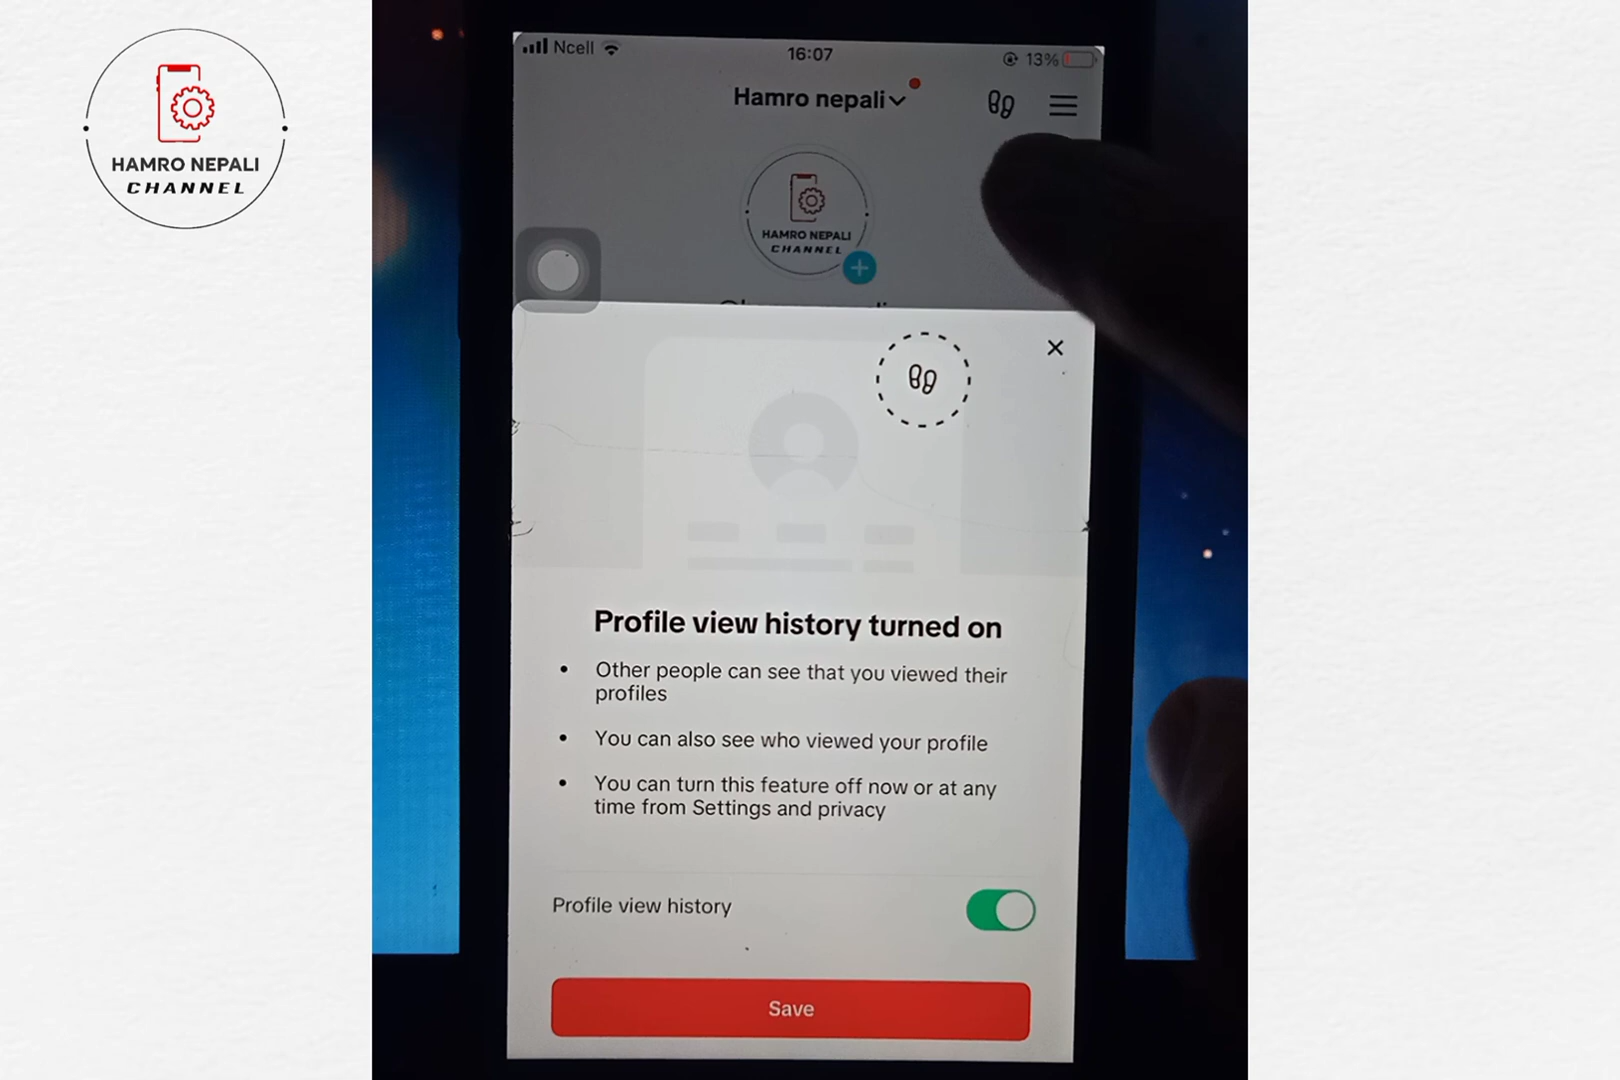 HAMRO NEPALI
CHANNEL
Ncell
16:07
13%
Hamro nepali
HAMRO NEPALI
CHANNEL
Profile view history turned on
• Other people can see that you viewed their
profiles
• You can also see who viewed your profile
• You can turn this feature off now or at any
time from Settings and privacy
Profile view history
Save